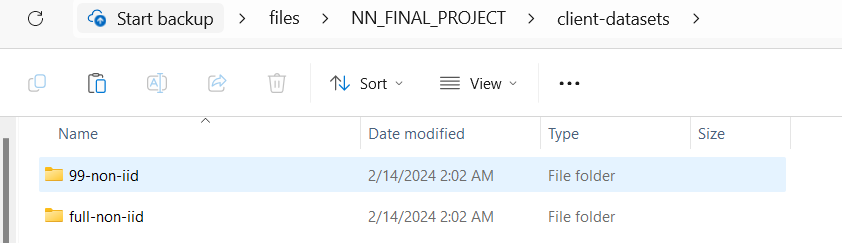 Start backup > files > NN_FINAL_PROJECT > client-datasets >
Sort View
Name Date modified Type Size
99-non-iid 2/14/2024 2:02 AM File folder
full-non-iid 2/14/2024 2:02 AM File folder